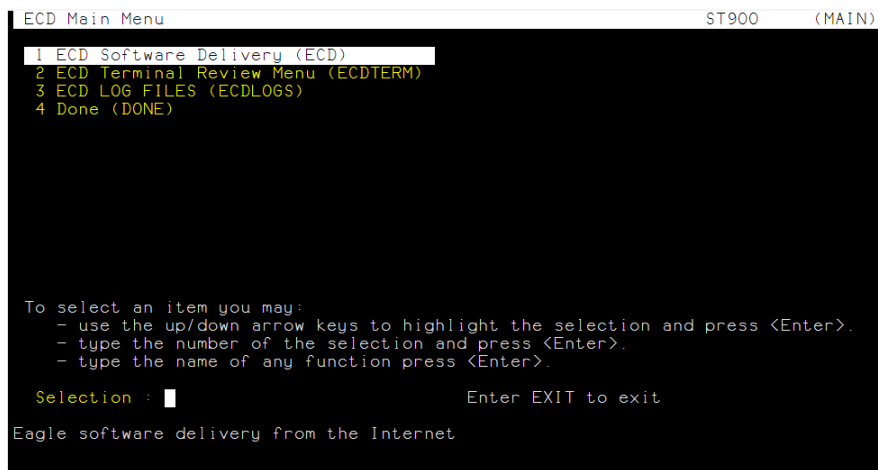 ECD Main Menu ST900 (MAIN)
1 ECD Software Delivery (ECD)
2 ECD Terminal Review Menu (ECDTERM)
3 ECD LOG FILES (ECDLOGS)
4 Done (DONE)
To select an item you may:
- use the up/down arrow keys to highlight the selection and press <Enter>.
- type the number of the selection and press <Enter>.
- type the name of any function press <Enter>.
Selection : Enter EXIT to exit
Eagle software delivery from the Internet